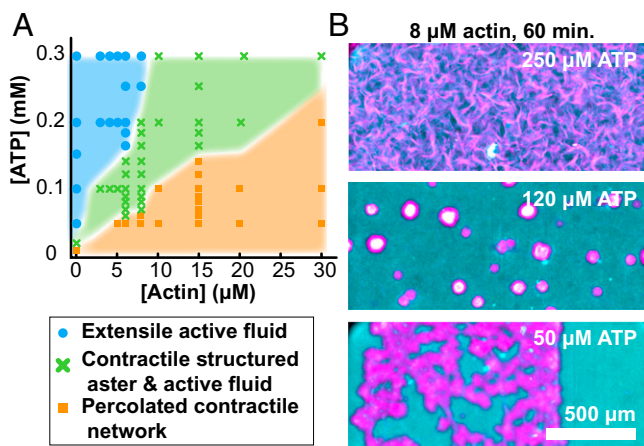 A
[ATP] (mM)
0.3
0.2
0.1
0
0 5 10 15 20 25 30
[Actin] (μM)
Extensile active fluid
Contractile structured
aster & active fluid
Percolated contractile
network
B
8 μM actin, 60 min.
250 μM ATP
120 μM ATP
50 μM ATP
500 μm